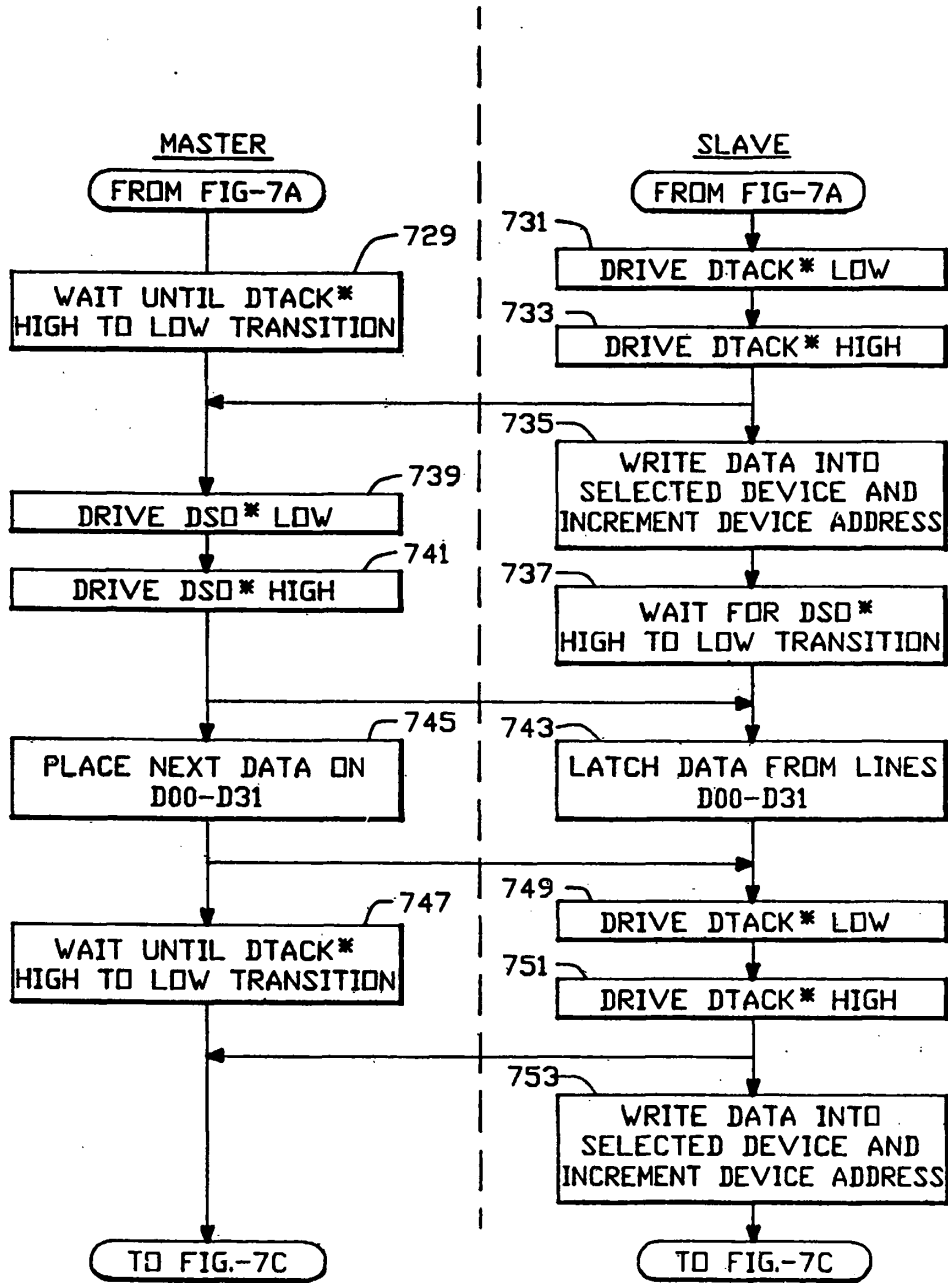 MASTER
SLAVE
FROM FIG-7A
FROM FIG-7A
729
WAIT UNTIL DTACK*
HIGH TO LOW TRANSITION
731
DRIVE DTACK* LOW
733
DRIVE DTACK* HIGH
735
WRITE DATA INTO
SELECTED DEVICE AND
INCREMENT DEVICE ADDRESS
739
DRIVE DSO* LOW
741
DRIVE DSO* HIGH
737
WAIT FOR DSO*
HIGH TO LOW TRANSITION
745
PLACE NEXT DATA ON
D00-D31
743
LATCH DATA FROM LINES
D00-D31
747
WAIT UNTIL DTACK*
HIGH TO LOW TRANSITION
749
DRIVE DTACK* LOW
751
DRIVE DTACK* HIGH
753
WRITE DATA INTO
SELECTED DEVICE AND
INCREMENT DEVICE ADDRESS
TO FIG.-7C
TO FIG.-7C